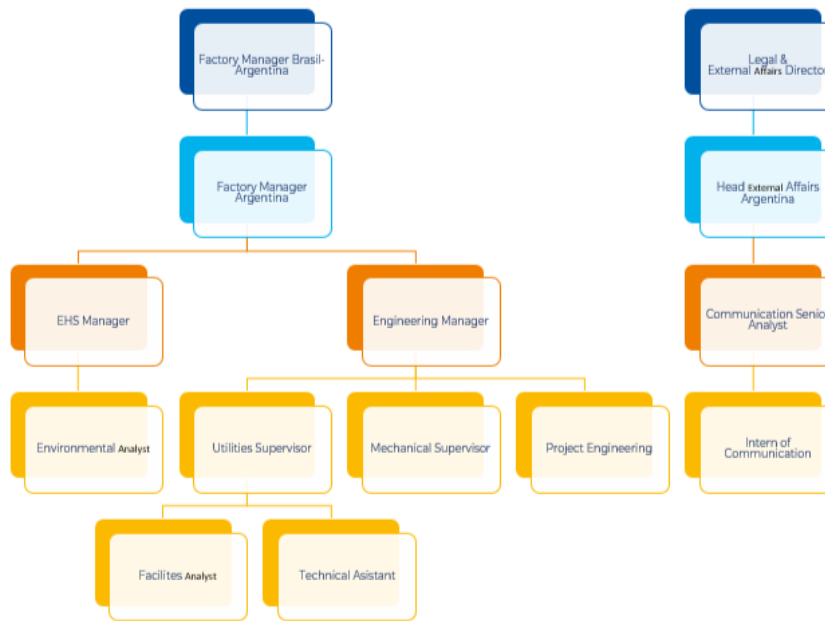 Factory Manager Brasil-
Argentina
Legal &
External Affairs Directo
Factory Manager
Argentina
Head External Affairs
Argentina
EHS Manager
Engineering Manager
Communication Senio
Analyst
Environmental Analyst
Utilities Supervisor
Mechanical Supervisor
Project Engineering
Intern of
Communication
Facilites Analyst
Technical Asistant